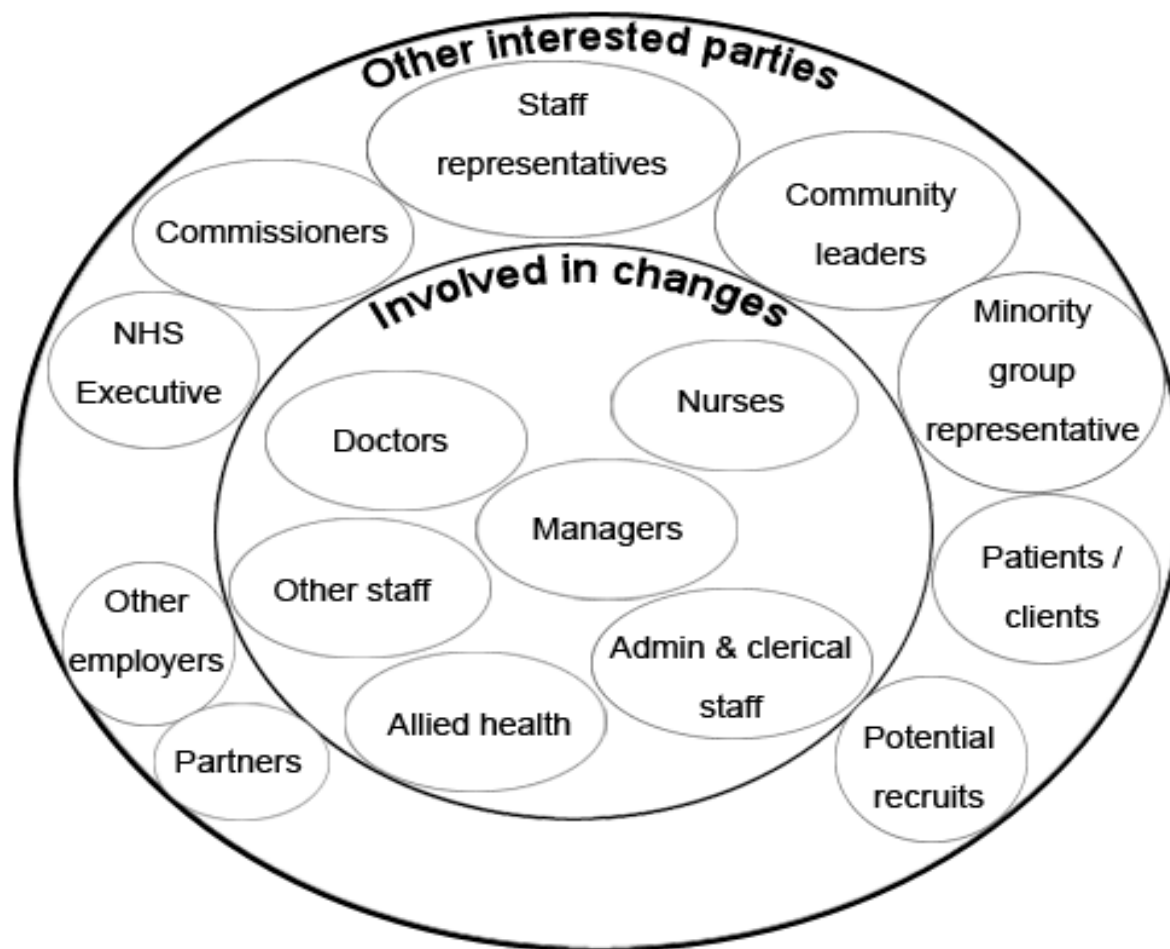 Other interested parties
Staff
representatives
Commissioners
Community
leaders
NHS
Executive
Minority
group
representative
Involved in changes
Doctors
Nurses
Managers
Other staff
Admin & clerical
staff
Allied health
Patients /
clients
Other
employers
Partners
Potential
recruits